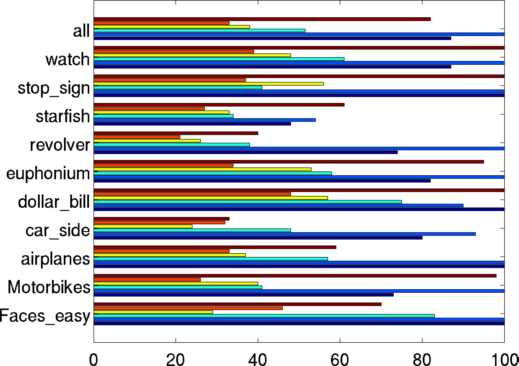 all
watch
stop_sign
starfish
revolver
euphonium
dollar_bill
car_side
airplanes
Motorbikes
Faces_easy
0 20 40 60 80 100